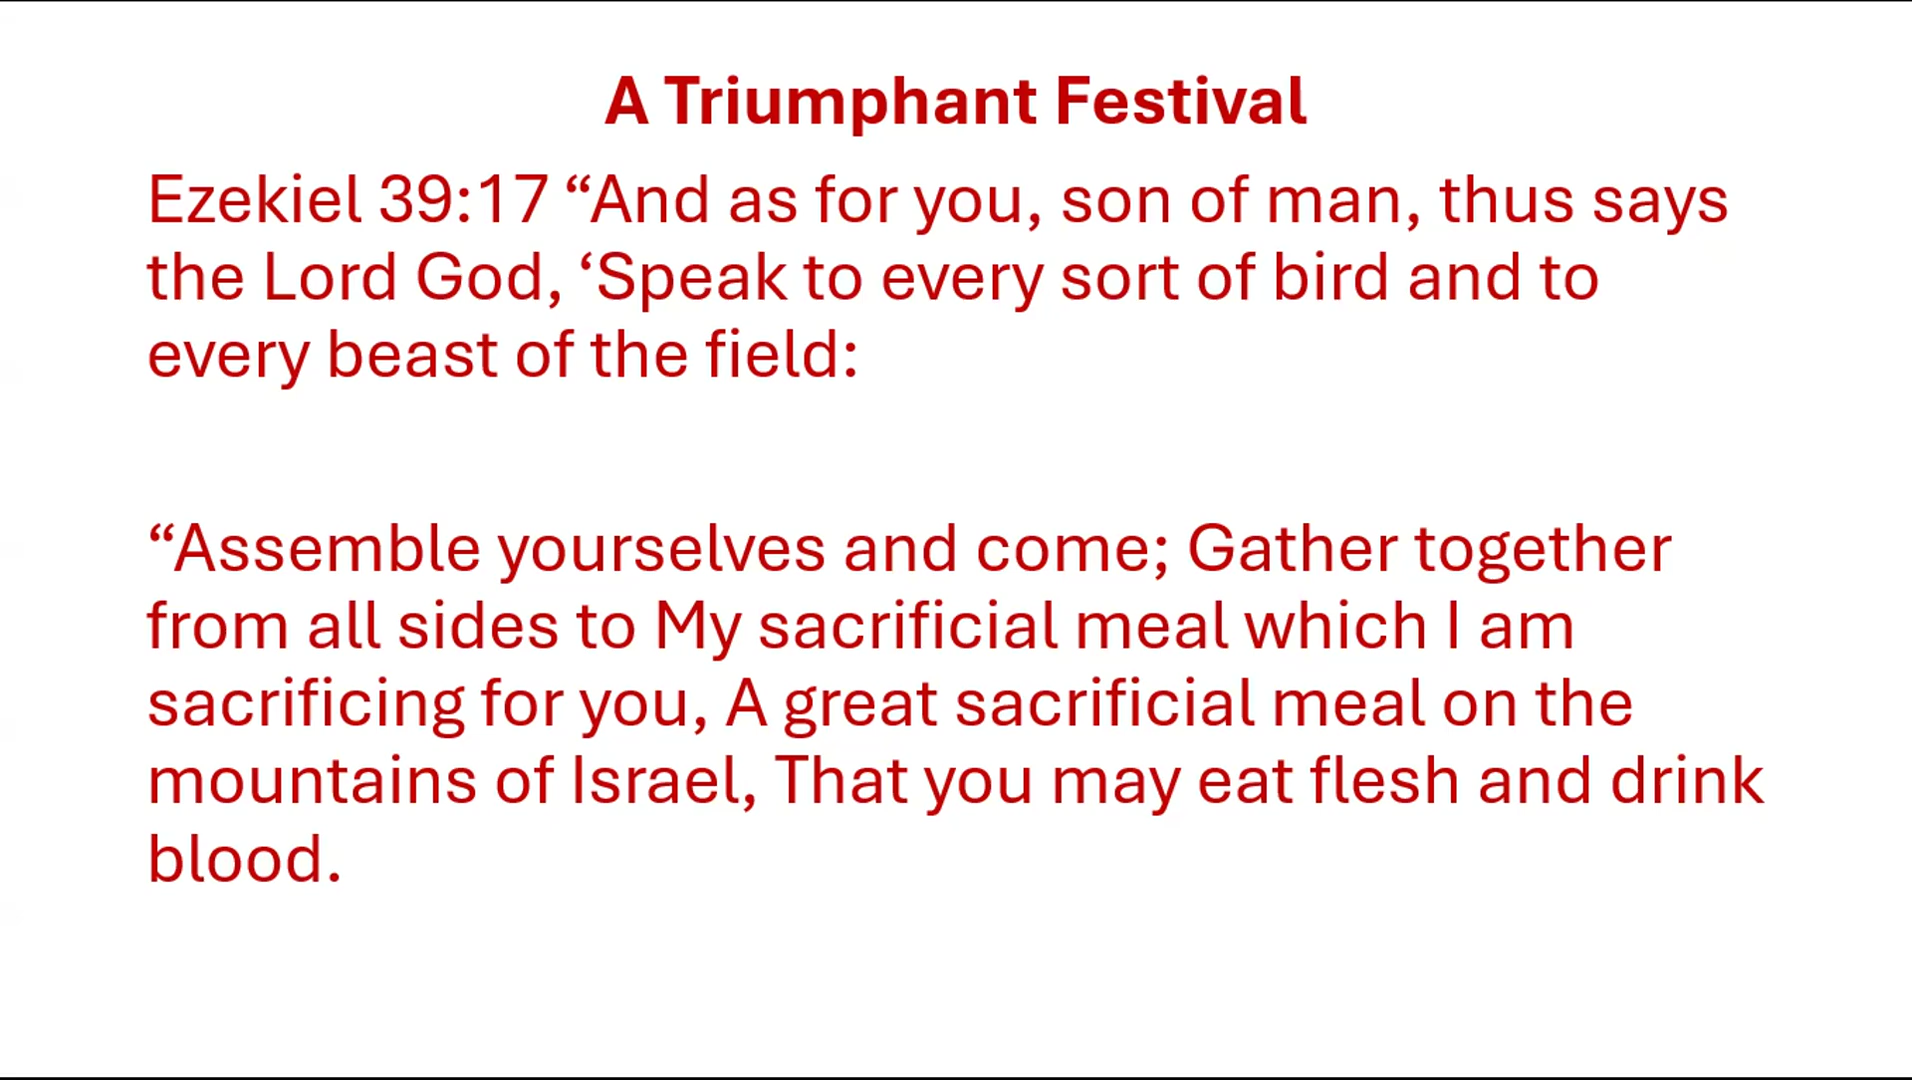 A Triumphant Festival
Ezekiel 39:17 “And as for you, son of man, thus says
the Lord God, ‘Speak to every sort of bird and to
every beast of the field:
“Assemble yourselves and come; Gather together
from all sides to My sacrificial meal which I am
sacrificing for you, A great sacrificial meal on the
mountains of Israel, That you may eat flesh and drink
blood.